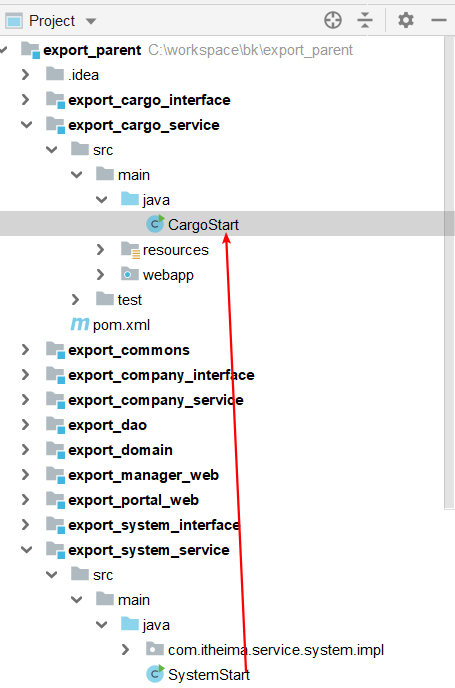 Project
export_parent C:\workspace\bk\export_parent
.idea
export_cargo_interface
export_cargo_service
src
main
java
CargoStart
resources
webapp
test
pom.xml
export_commons
export_company_interface
export_company_service
export_dao
export_domain
export_manager_web
export_portal_web
export_system_interface
export_system_service
src
main
java
com.itheima.service.system.impl
SystemStart